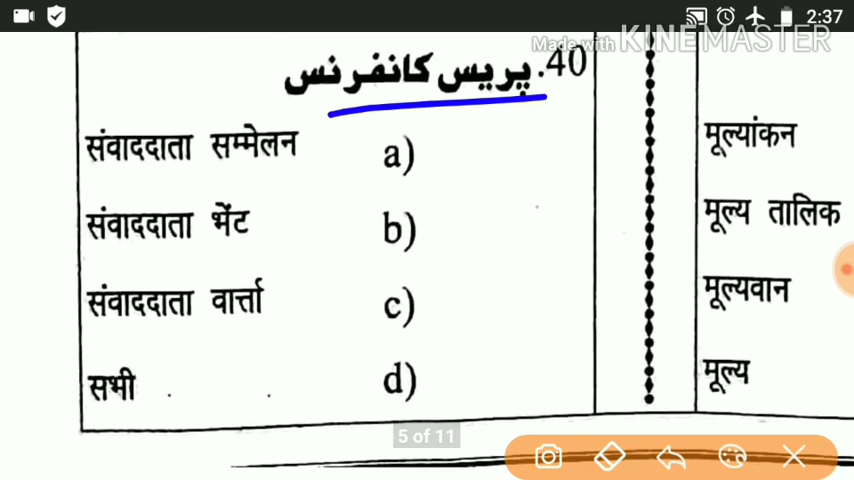 2:37
Made with KINEMASTER
40. پریس کانفرنس
संवाददाता सम्मेलन a)
संवाददाता भेंट b)
संवाददाता वार्त्ता c)
सभी d)
मूल्यांकन
मूल्य तालिक
मूल्यवान
मूल्य
5 of 11